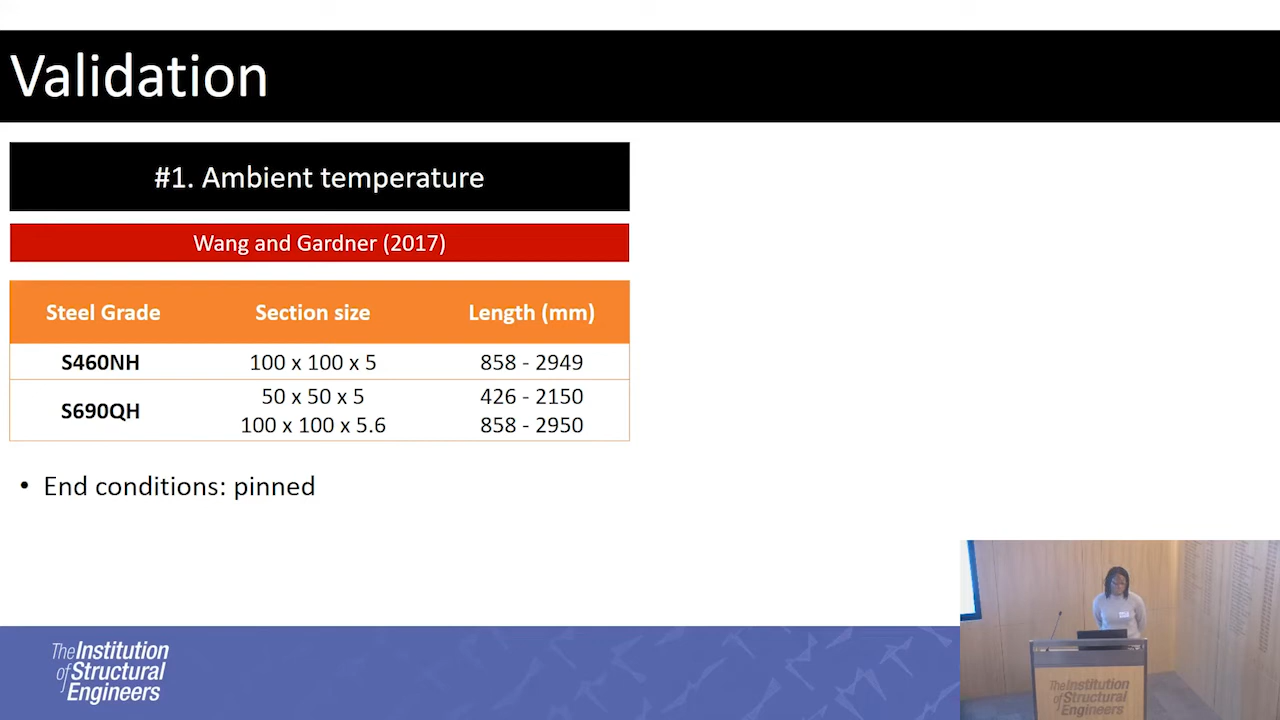 Validation
#1. Ambient temperature
Wang and Gardner (2017)
Steel Grade Section size Length (mm)
S460NH 100 x 100 x 5 858 - 2949
S690QH 50 x 50 x 5 426 - 2150
100 x 100 x 5.6 858 - 2950
• End conditions: pinned
The Institution
of Structural
Engineers
The Institution
of Structural
Engineers